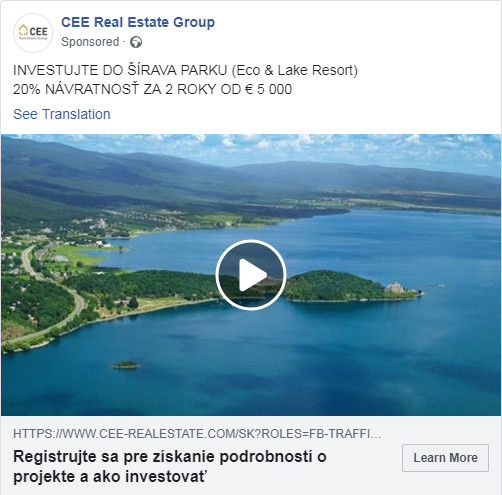 CEE
Real Estate Group
CEE Real Estate Group
Sponsored ·
INVESTUJTE DO ŠÍRAVA PARKU (Eco & Lake Resort)
20% NÁVRATNOSŤ ZA 2 ROKY OD € 5 000
See Translation
HTTPS://WWW.CEE-REALESTATE.COM/SK?ROLES=FB-TRAFFI...
Registrujte sa pre získanie podrobností o
projekte a ako investovať
Learn More